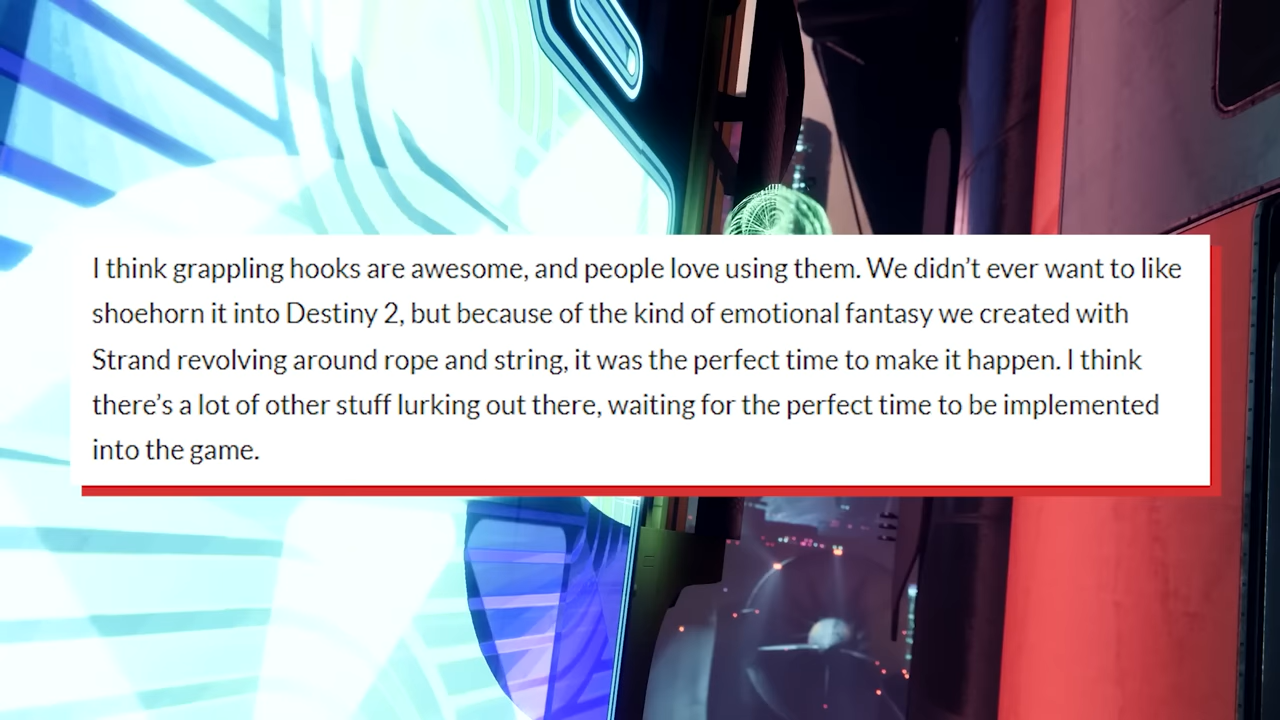 I think grappling hooks are awesome, and people love using them. We didn’t ever want to like
shoehorn it into Destiny 2, but because of the kind of emotional fantasy we created with
Strand revolving around rope and string, it was the perfect time to make it happen. I think
there’s a lot of other stuff lurking out there, waiting for the perfect time to be implemented
into the game.